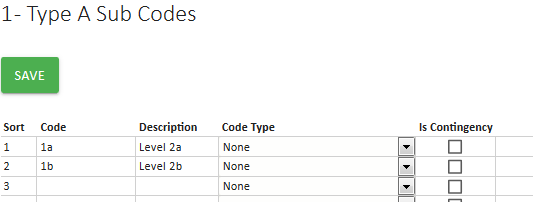 1- Type A Sub Codes
SAVE
Sort Code Description Code Type Is Contingency
1 1a Level 2a None
2 1b Level 2b None
3 None